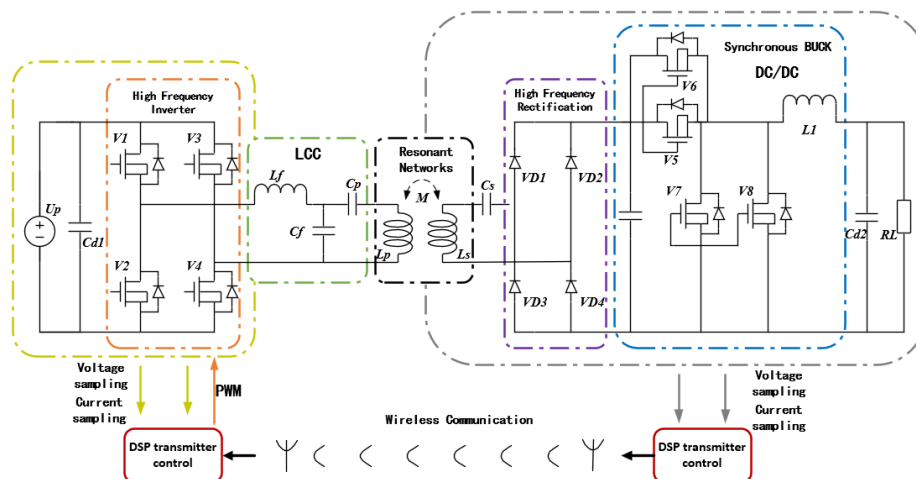 Synchronous BUCK
DC/DC
High Frequency
Inverter
High Frequency
Rectification
V6
V1
V3
LCC
Resonant
Networks
L1
V5
Lf
Cp
M
Cs
VD1
VD2
V7
V8
Up
Cd1
Cf
Lp
Ls
Cd2
RL
V2
V4
VD3
VD4
Voltage
sampling
Current
sampling
PWM
Voltage
sampling
Current
sampling
Wireless Communication
DSP transmitter
control
DSP transmitter
control